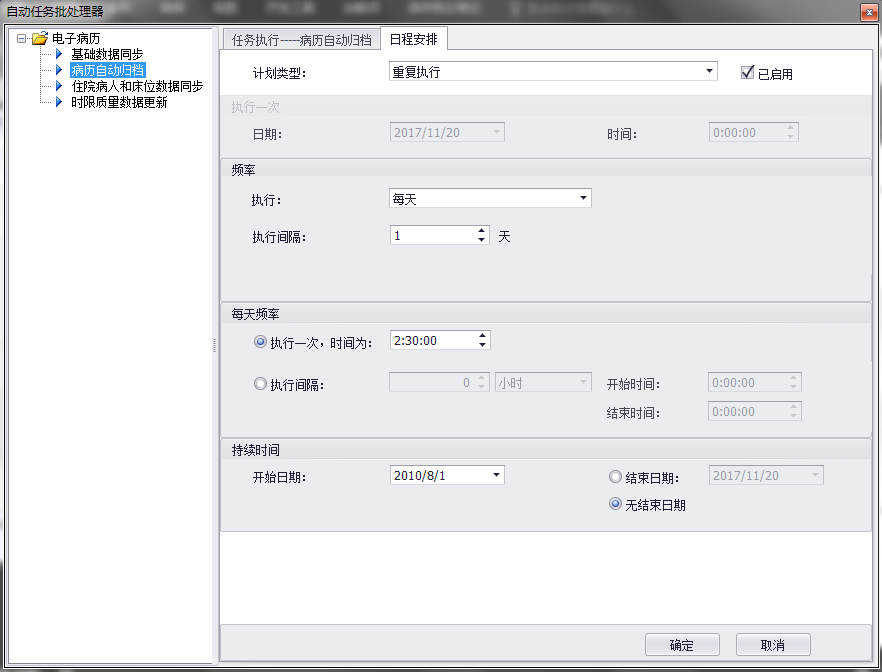 自动任务批处理器
电子病历
基础数据同步
病历自动归档
住院病人和床位数据同步
时限质量数据更新
任务执行-----病历自动归档 日程安排
计划类型: 重复执行 已启用
执行一次
日期: 2017/11/20 时间: 0:00:00
频率
执行: 每天
执行间隔: 1 天
每天频率
执行一次，时间为: 2:30:00
执行间隔: 0 小时 开始时间: 0:00:00
结束时间: 0:00:00
持续时间
开始日期: 2010/8/1 结束日期: 2017/11/20
无结束日期
确定 取消